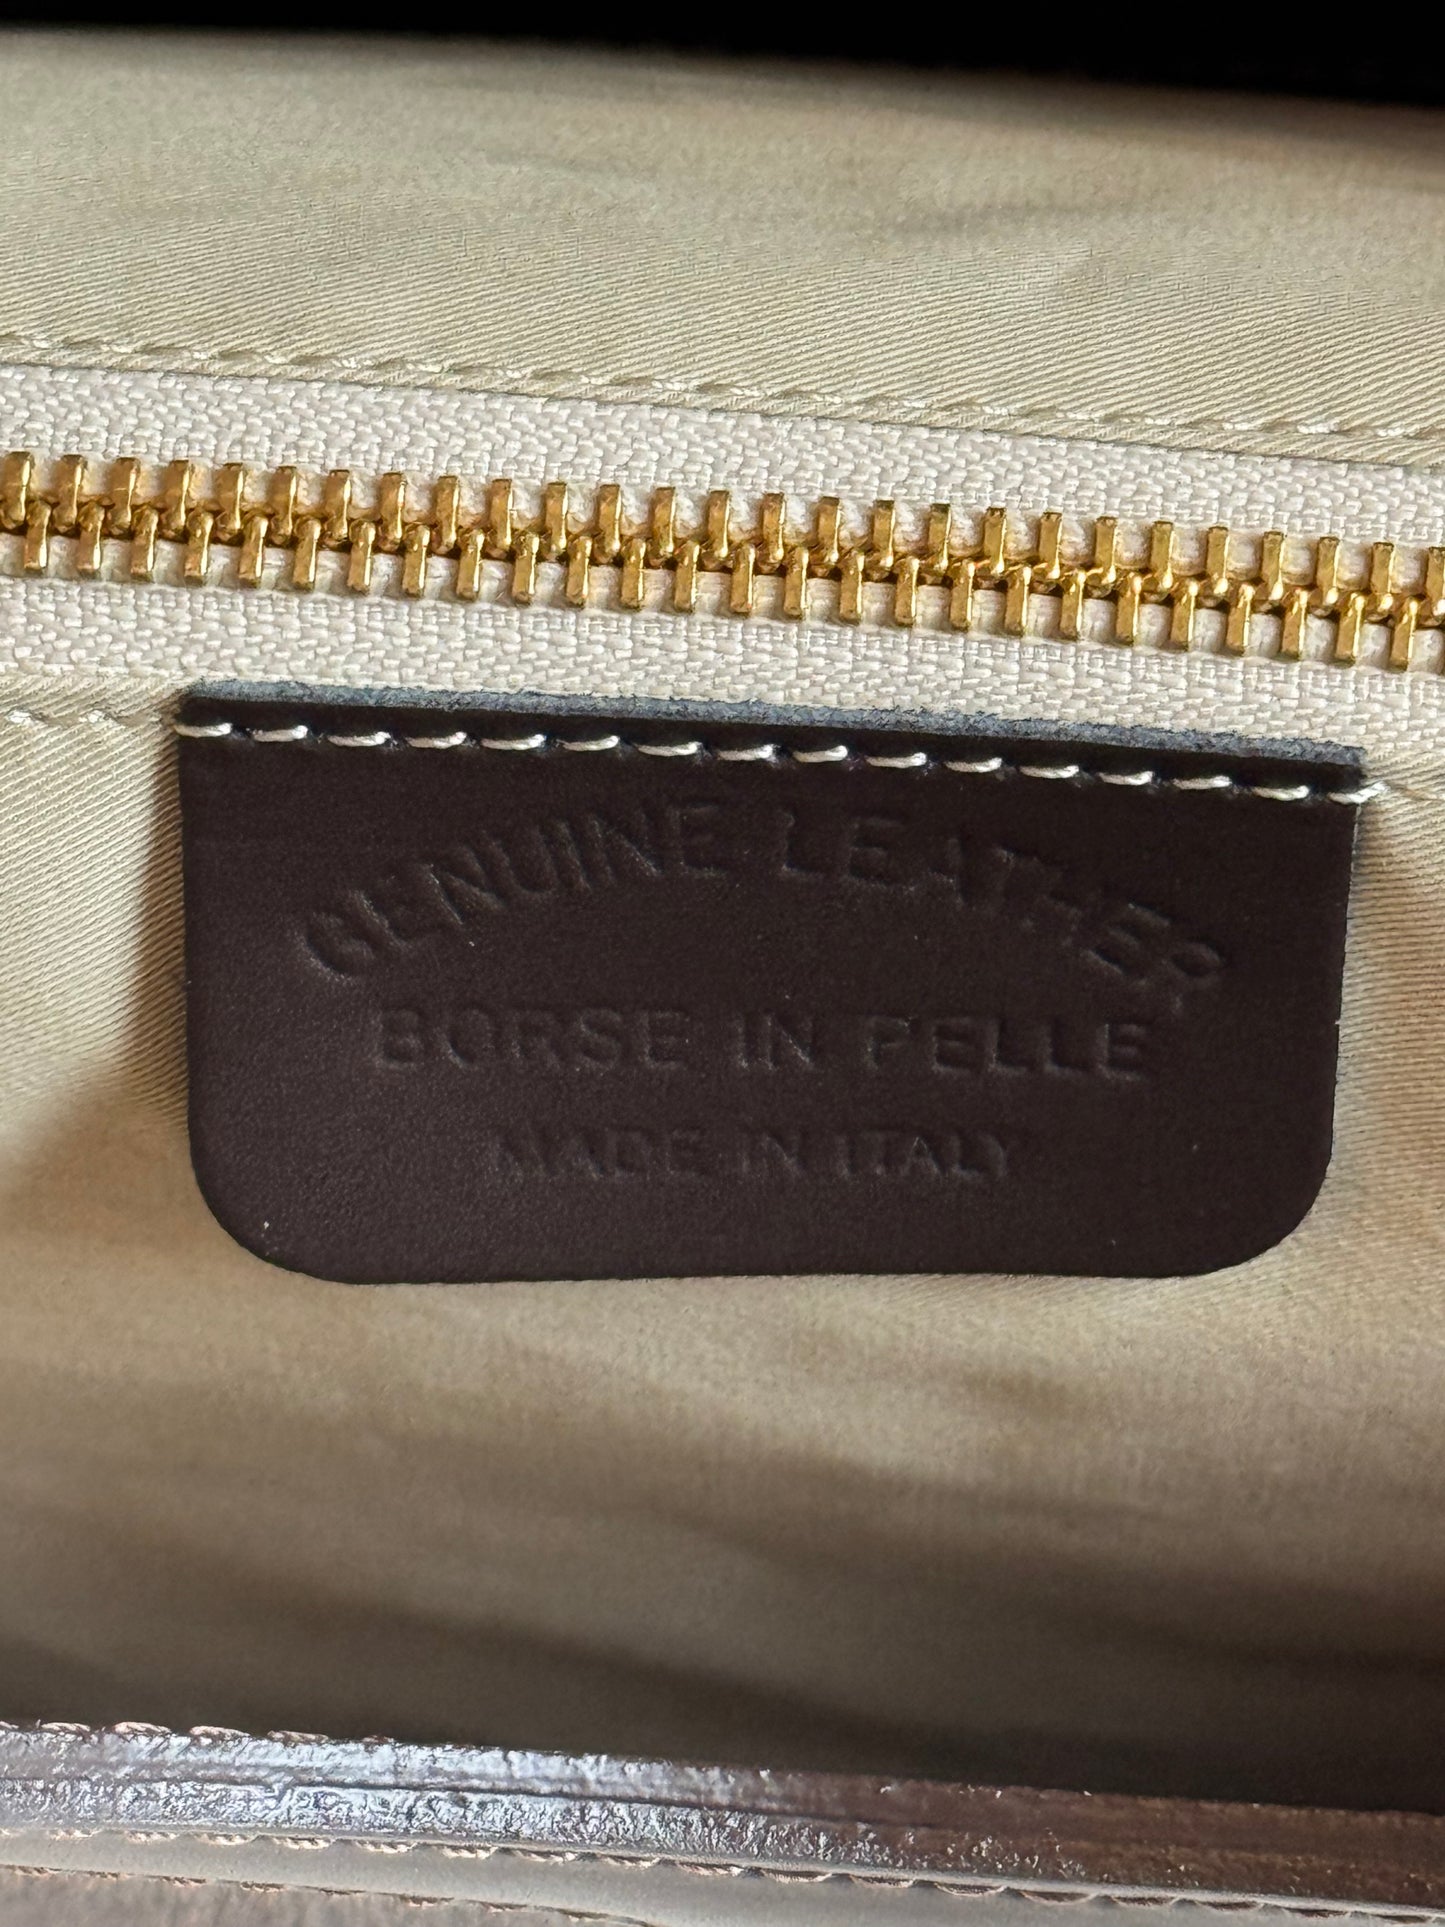 GENUINE LEATHER
BORSE IN PELLE
MADE IN ITALY